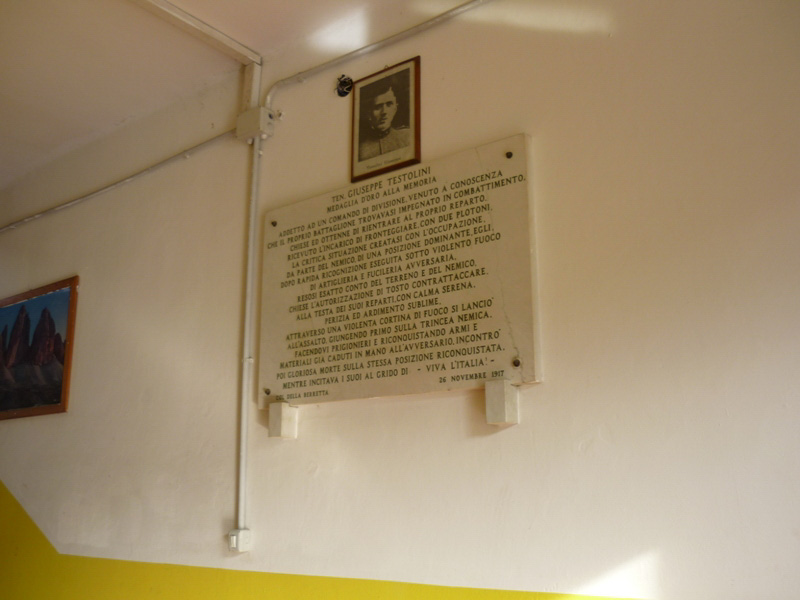 TEN. GIUSEPPE TESTOLINI
MEDAGLIA D'ORO ALLA MEMORIA
ADDETTO AD UN COMANDO DI DIVISIONE, VENUTO A CONOSCENZA
CHE IL PROPRIO BATTAGLIONE TROVAVASI IMPEGNATO IN COMBATTIMENTO,
CHIESE ED OTTENNE DI RIENTRARE AL PROPRIO REPARTO.
RICEVUTO L'INCARICO DI FRONTEGGIARE, CON DUE PLOTONI,
LA CRITICA SITUAZIONE CREATASI CON L'OCCUPAZIONE,
DA PARTE DEL NEMICO, DI UNA POSIZIONE DOMINANTE, EGLI,
DOPO RAPIDA RICOGNIZIONE ESEGUITA SOTTO VIOLENTO FUOCO
DI ARTIGLIERIA E FUCILERIA AVVERSARIA,
RESOSI ESATTO CONTO DEL TERRENO E DEL NEMICO,
CHIESE L'AUTORIZZAZIONE DI TOSTO CONTRATTACCARE.
ALLA TESTA DEI SUOI REPARTI, CON CALMA SERENA,
PERIZIA ED ARDIMENTO SUBLIME,
ATTRAVERSO UNA VIOLENTA CORTINA DI FUOCO SI LANCIO'
ALL'ASSALTO, GIUNGENDO PRIMO SULLA TRINCEA NEMICA.
FACENDOVI PRIGIONIERI E RICONQUISTANDO ARMI E
MATERIALI GIA CADUTI IN MANO ALL'AVVERSARIO, INCONTRO'
POI GLORIOSA MORTE SULLA STESSA POSIZIONE RICONQUISTATA.
MENTRE INCITAVA I SUOI AL GRIDO DI - VIVA L'ITALIA! -
COL DELLA BERRETTA 26 NOVEMBRE 1917